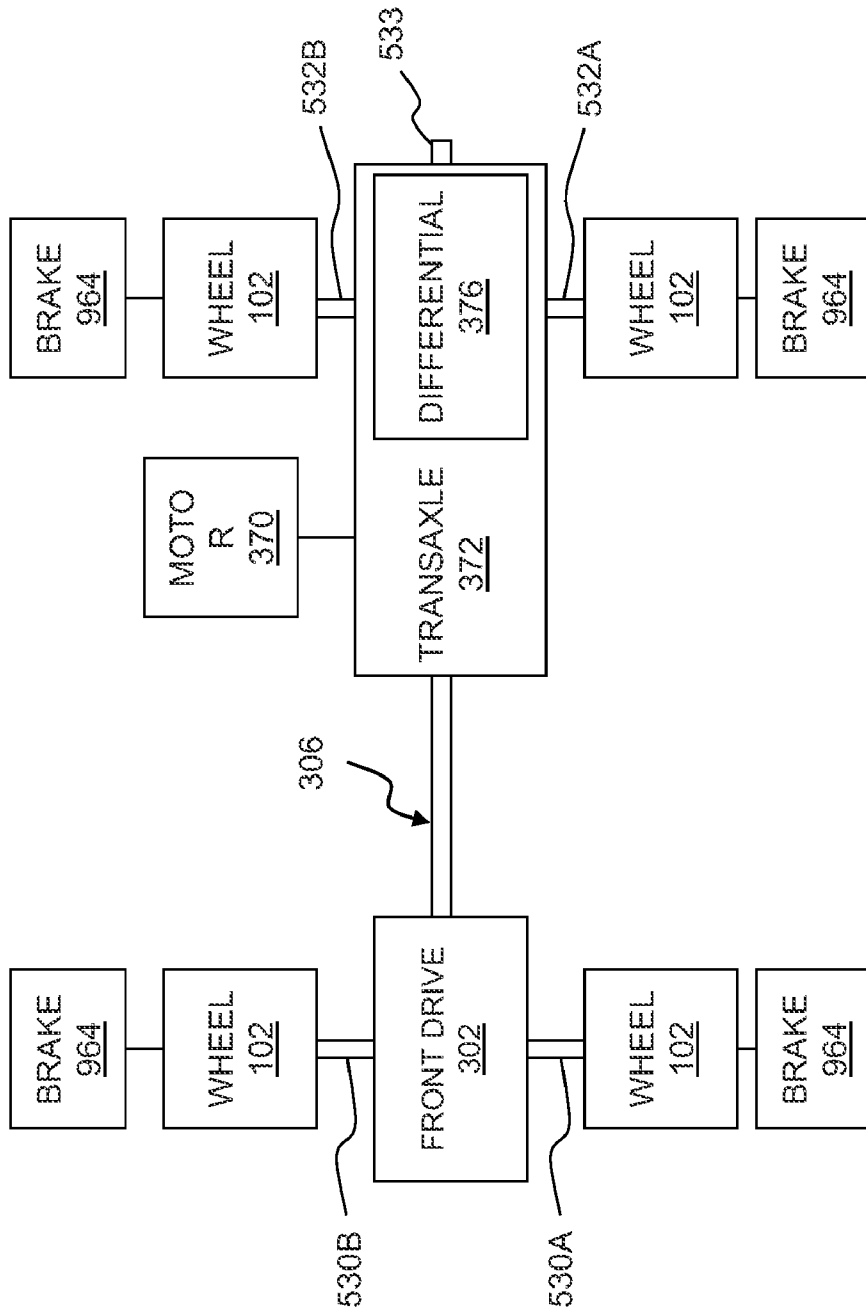 BRAKE
964
BRAKE
964
MOTO
R
370
WHEEL
102
WHEEL
102
530B
532B
306
533
FRONT DRIVE
302
TRANSAXLE
372
DIFFERENTIAL
376
530A
532A
WHEEL
102
WHEEL
102
BRAKE
964
BRAKE
964